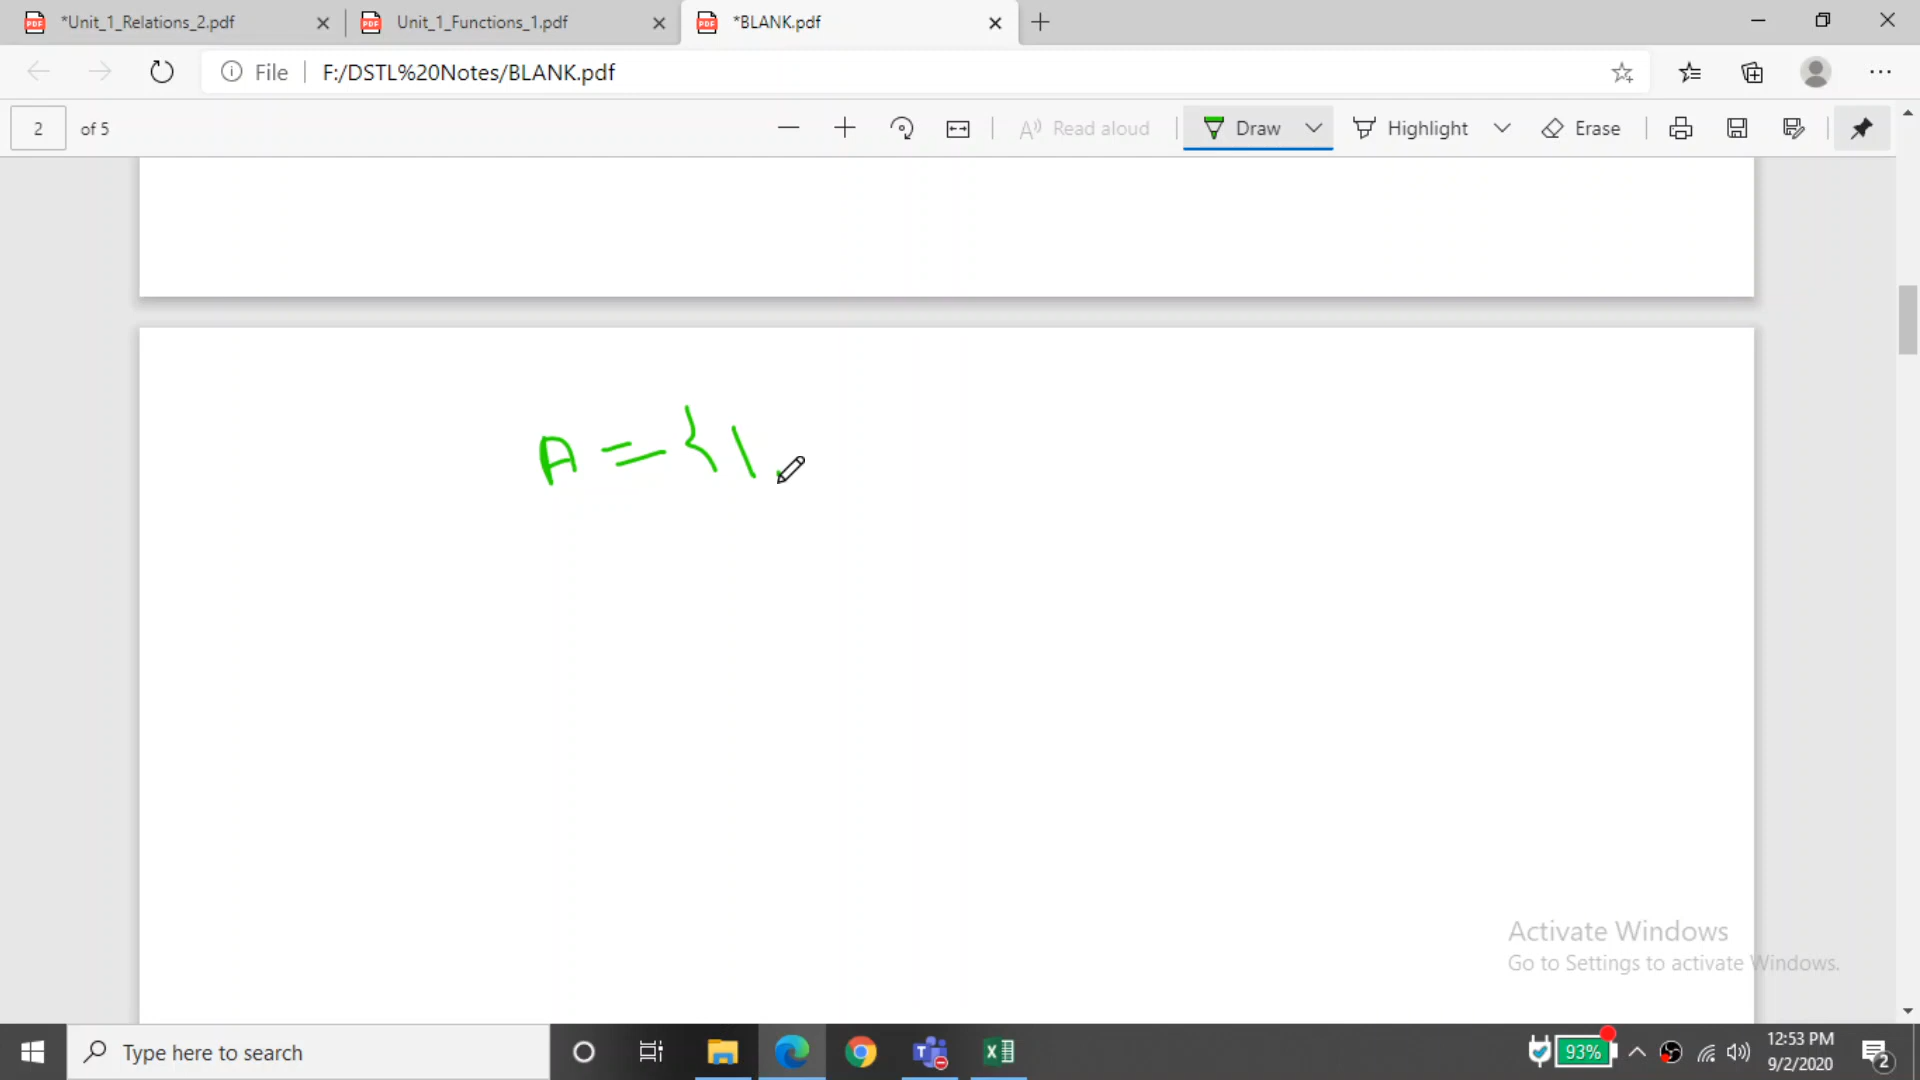 *Unit_1_Relations_2.pdf Unit_1_Functions_1.pdf *BLANK.pdf
File F:/DSTL%20Notes/BLANK.pdf
2 of 5 Read aloud Draw Highlight Erase
A = {1
Activate Windows
Go to Settings to activate Windows.
Type here to search 93% 12:53 PM
9/2/2020 2